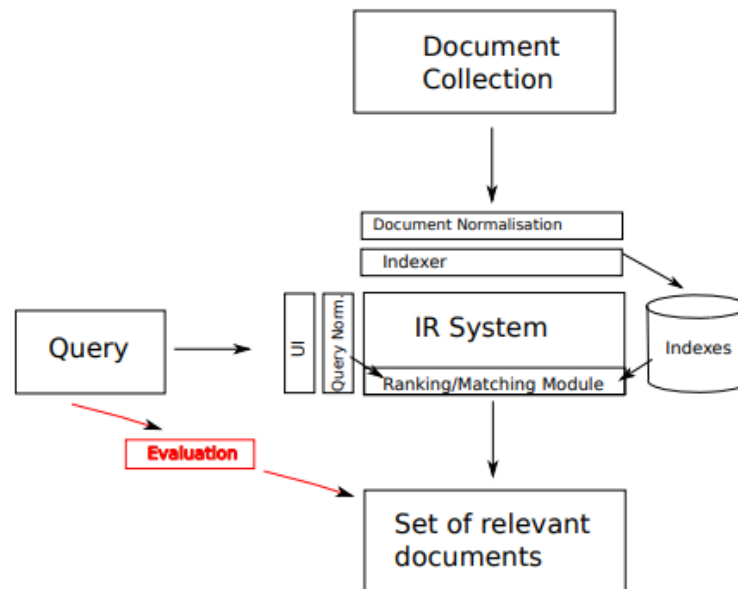 Document
Collection
Document Normalisation
Indexer
Query
UI
Query Norm.
IR System
Ranking/Matching Module
Indexes
Evaluation
Set of relevant
documents